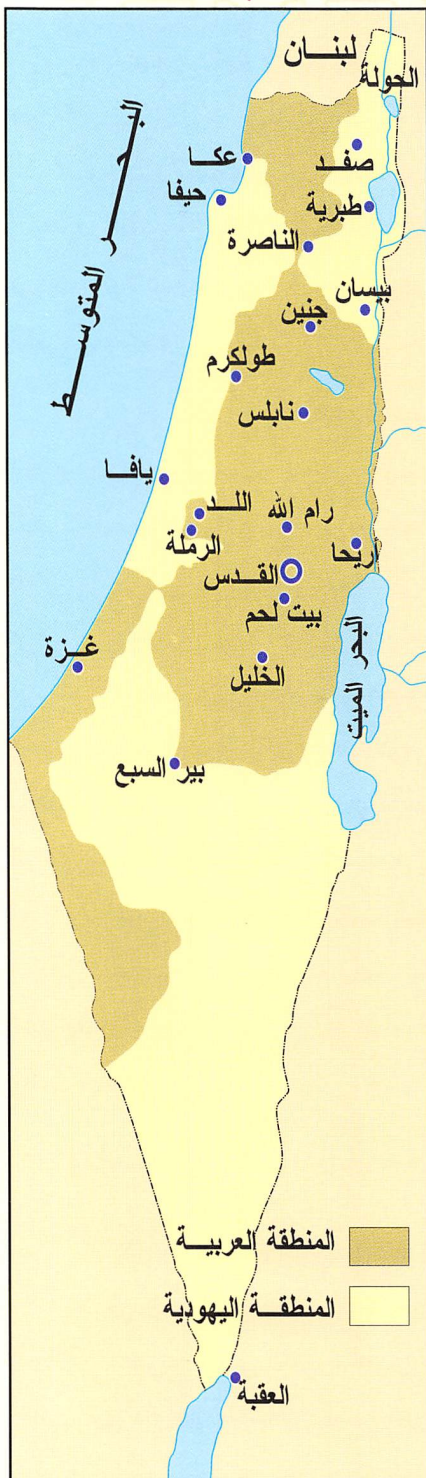 لبنان
الحولة
البحر المتوسط
عكا
صفد
حيفا
طبرية
الناصرة
بيسان
جنين
طولكرم
نابلس
يافا
اللد
رام الله
الرملة
اريحا
القدس
بيت لحم
غزة
الخليل
البحر الميت
بير السبع
المنطقة العربية
المنطقة اليهودية
العقبة